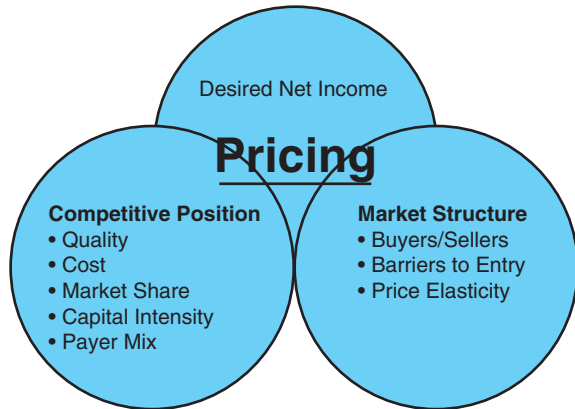 Desired Net Income
Pricing
Competitive Position
• Quality
• Cost
• Market Share
• Capital Intensity
• Payer Mix
Market Structure
• Buyers/Sellers
• Barriers to Entry
• Price Elasticity